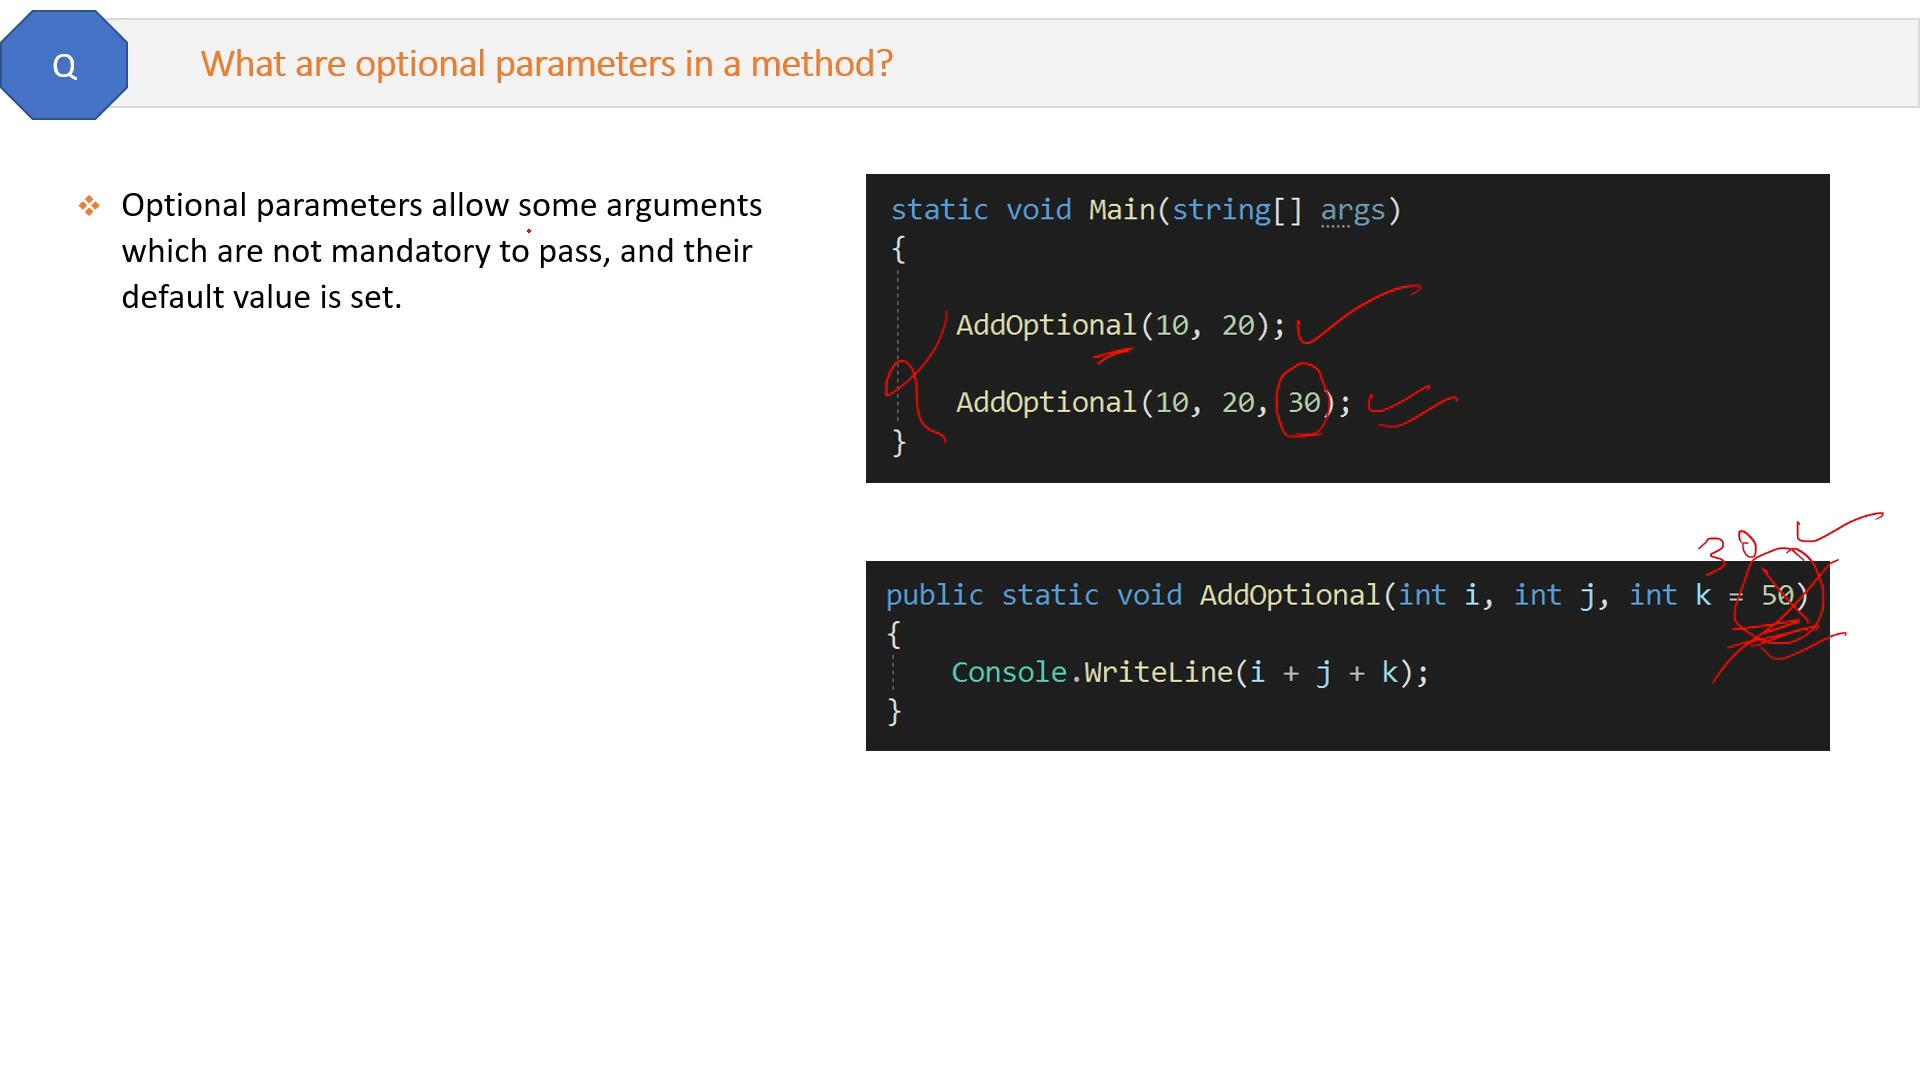 Q
What are optional parameters in a method?
Optional parameters allow some arguments
which are not mandatory to pass, and their
default value is set.
static void Main(string[] args)
{
AddOptional(10, 20);
AddOptional(10, 20, 30);
}
30
public static void AddOptional(int i, int j, int k = 50)
{
Console.WriteLine(i + j + k);
}